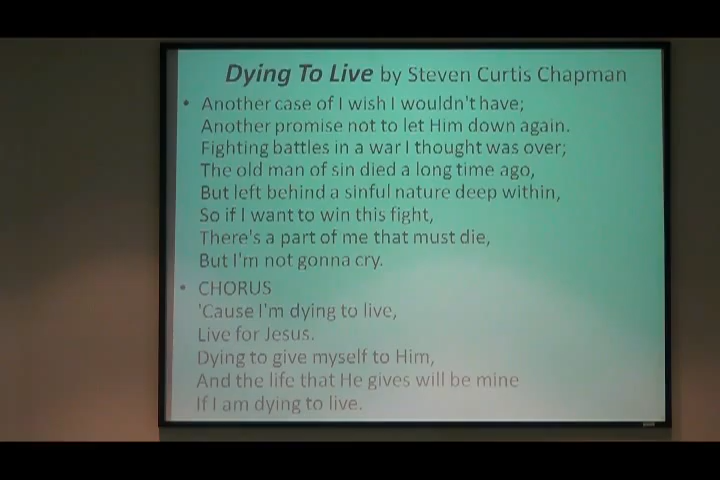 Dying To Live by Steven Curtis Chapman
• Another case of I wish I wouldn't have;
Another promise not to let Him down again.
Fighting battles in a war I thought was over;
The old man of sin died a long time ago,
But left behind a sinful nature deep within,
So if I want to win this fight,
There's a part of me that must die,
But I'm not gonna cry.
• CHORUS
'Cause I'm dying to live,
Live for Jesus.
Dying to give myself to Him,
And the life that He gives will be mine
If I am dying to live.